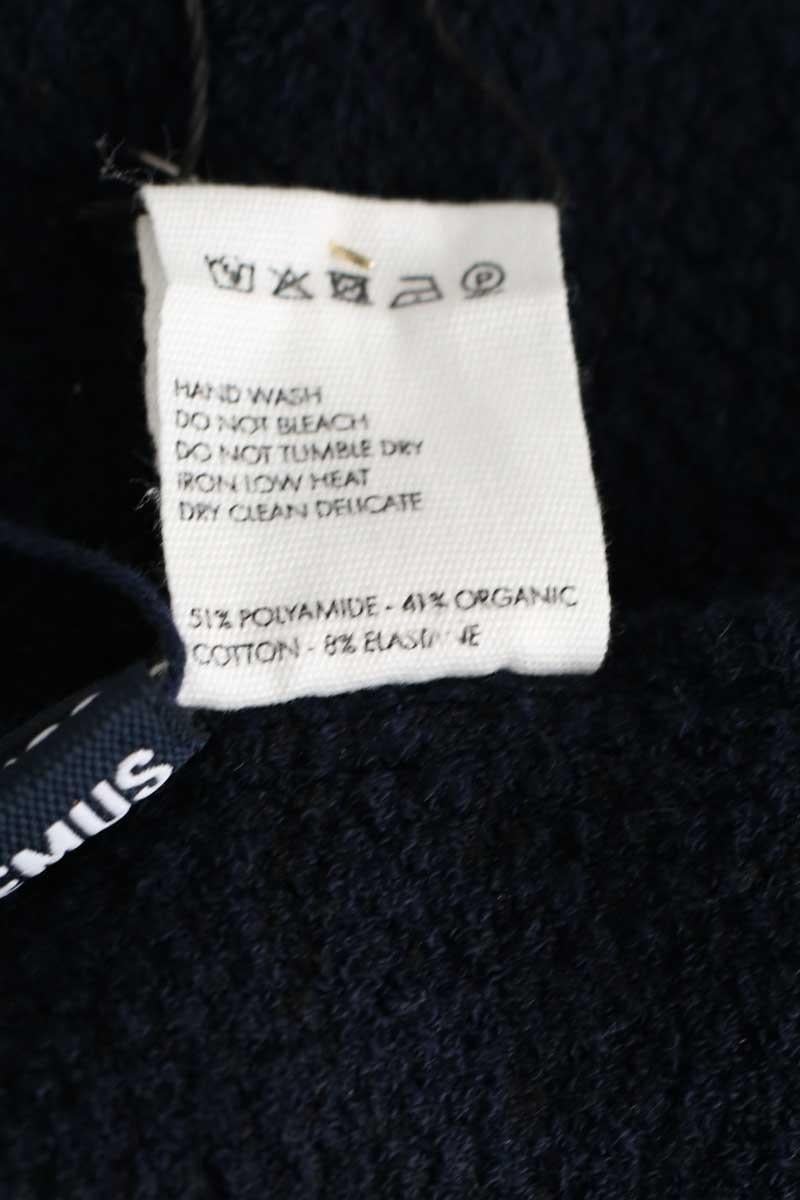 P
HAND WASH
DO NOT BLEACH
DO NOT TUMBLE DRY
IRON LOW HEAT
DRY CLEAN DELICATE
51% POLYAMIDE - 41% ORGANIC
COTTON - 8%
EMUS